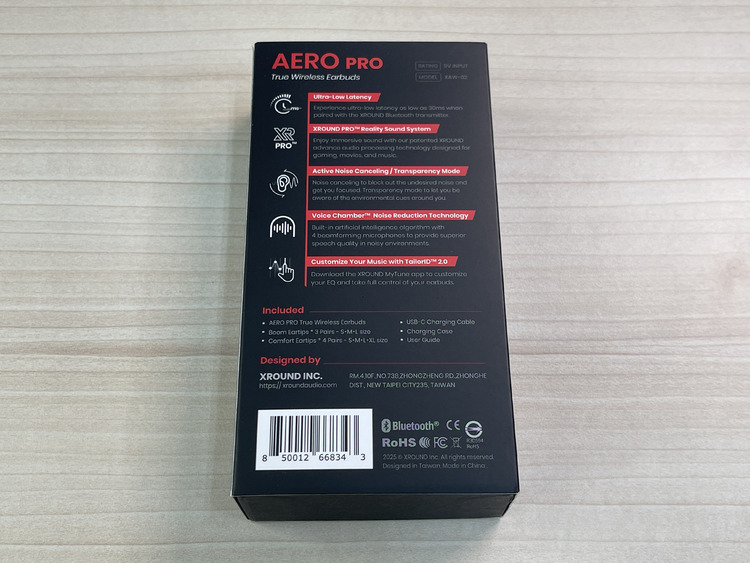 AERO PRO
True Wireless Earbuds
RATING 5V INPUT
MODEL
Ultra-Low Latency
ms
Experience ultra-low latency as low as 30ms when
paired with the XROUND Bluetooth transmitter.
XROUND PRO™ Reality Sound System
XR
PRO™
Enjoy immersive sound with our patented XROUND
advance audio processing technology designed for
gaming, movies, and music.
Active Noise Canceling / Transparency Mode
Noise canceling to block out the undesired noise and
get you focused. Transparency mode to let you be
aware of the environmental cues around you.
Voice Chamber™ Noise Reduction Technology
Built-in artificial intelligence algorithm with
4 beamforming microphones to provide superior
speech quality in noisy environments.
Customize Your Music with TailorID™ 2.0
Download the XROUND MyTune app to customize
your EQ and take full control of your earbuds.
Included
• AERO PRO True Wireless Earbuds
• Boom Eartips * 3 Pairs - S•M•L size
• Comfort Eartips * 4 Pairs - S•M•L•XL size
• USB-C Charging Cable
• Charging Case
• User Guide
Designed by
XROUND INC.
https:// xroundaudio.com
RM.4,10F.,NO.738,ZHONGZHENG RD.,ZHONGHE
DIST., NEW TAIPEI CITY235, TAIWAN
8 50012 66834 3
Bluetooth®
CE
RoHS
FC
RoHS
2025 © XROUND Inc. All rights reserved.
Designed in Taiwan. Made in China.